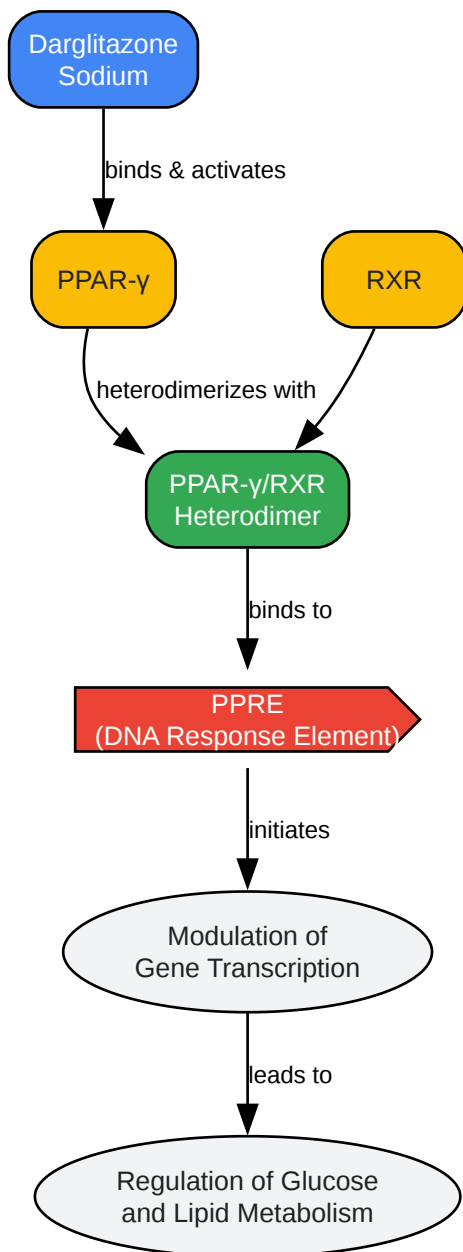 Darglitazone
Sodium
binds & activates
PPAR-γ
RXR
heterodimerizes with
PPAR-γ/RXR
Heterodimer
binds to
PPRE
(DNA Response Element)
initiates
Modulation of
Gene Transcription
leads to
Regulation of Glucose
and Lipid Metabolism